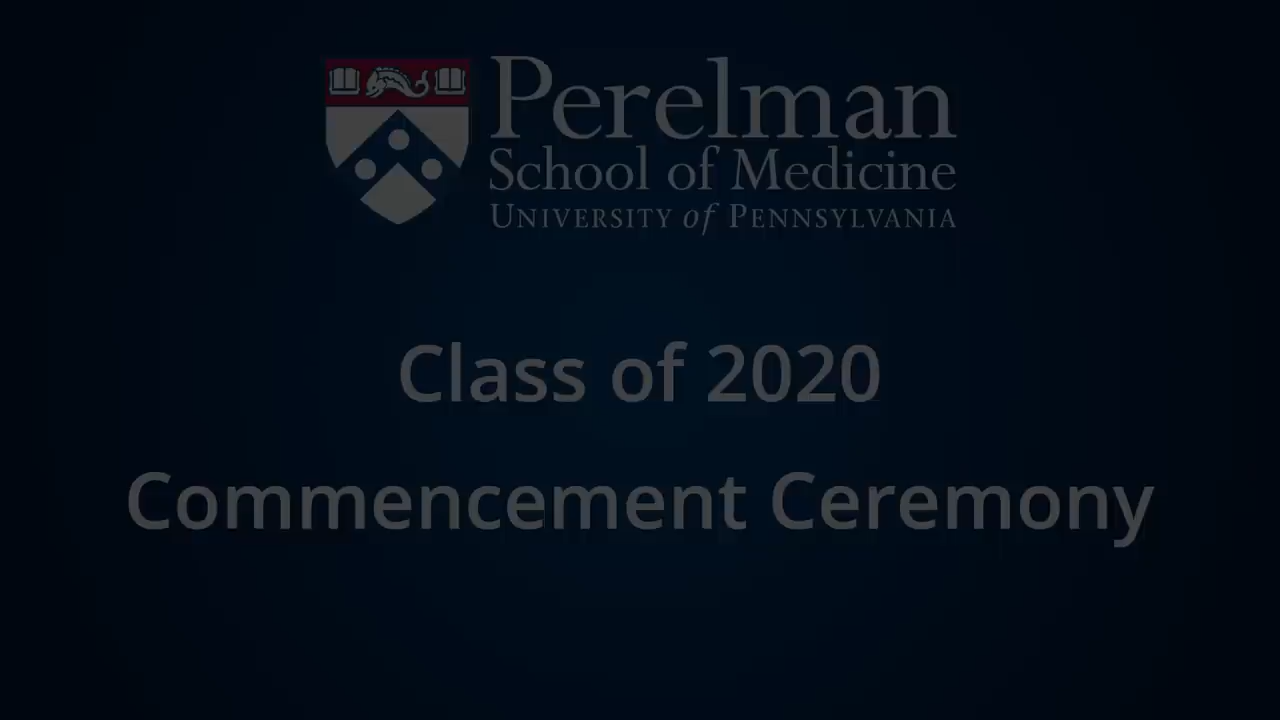 Perelman
School of Medicine
UNIVERSITY of PENNSYLVANIA
Class of 2020
Commencement Ceremony